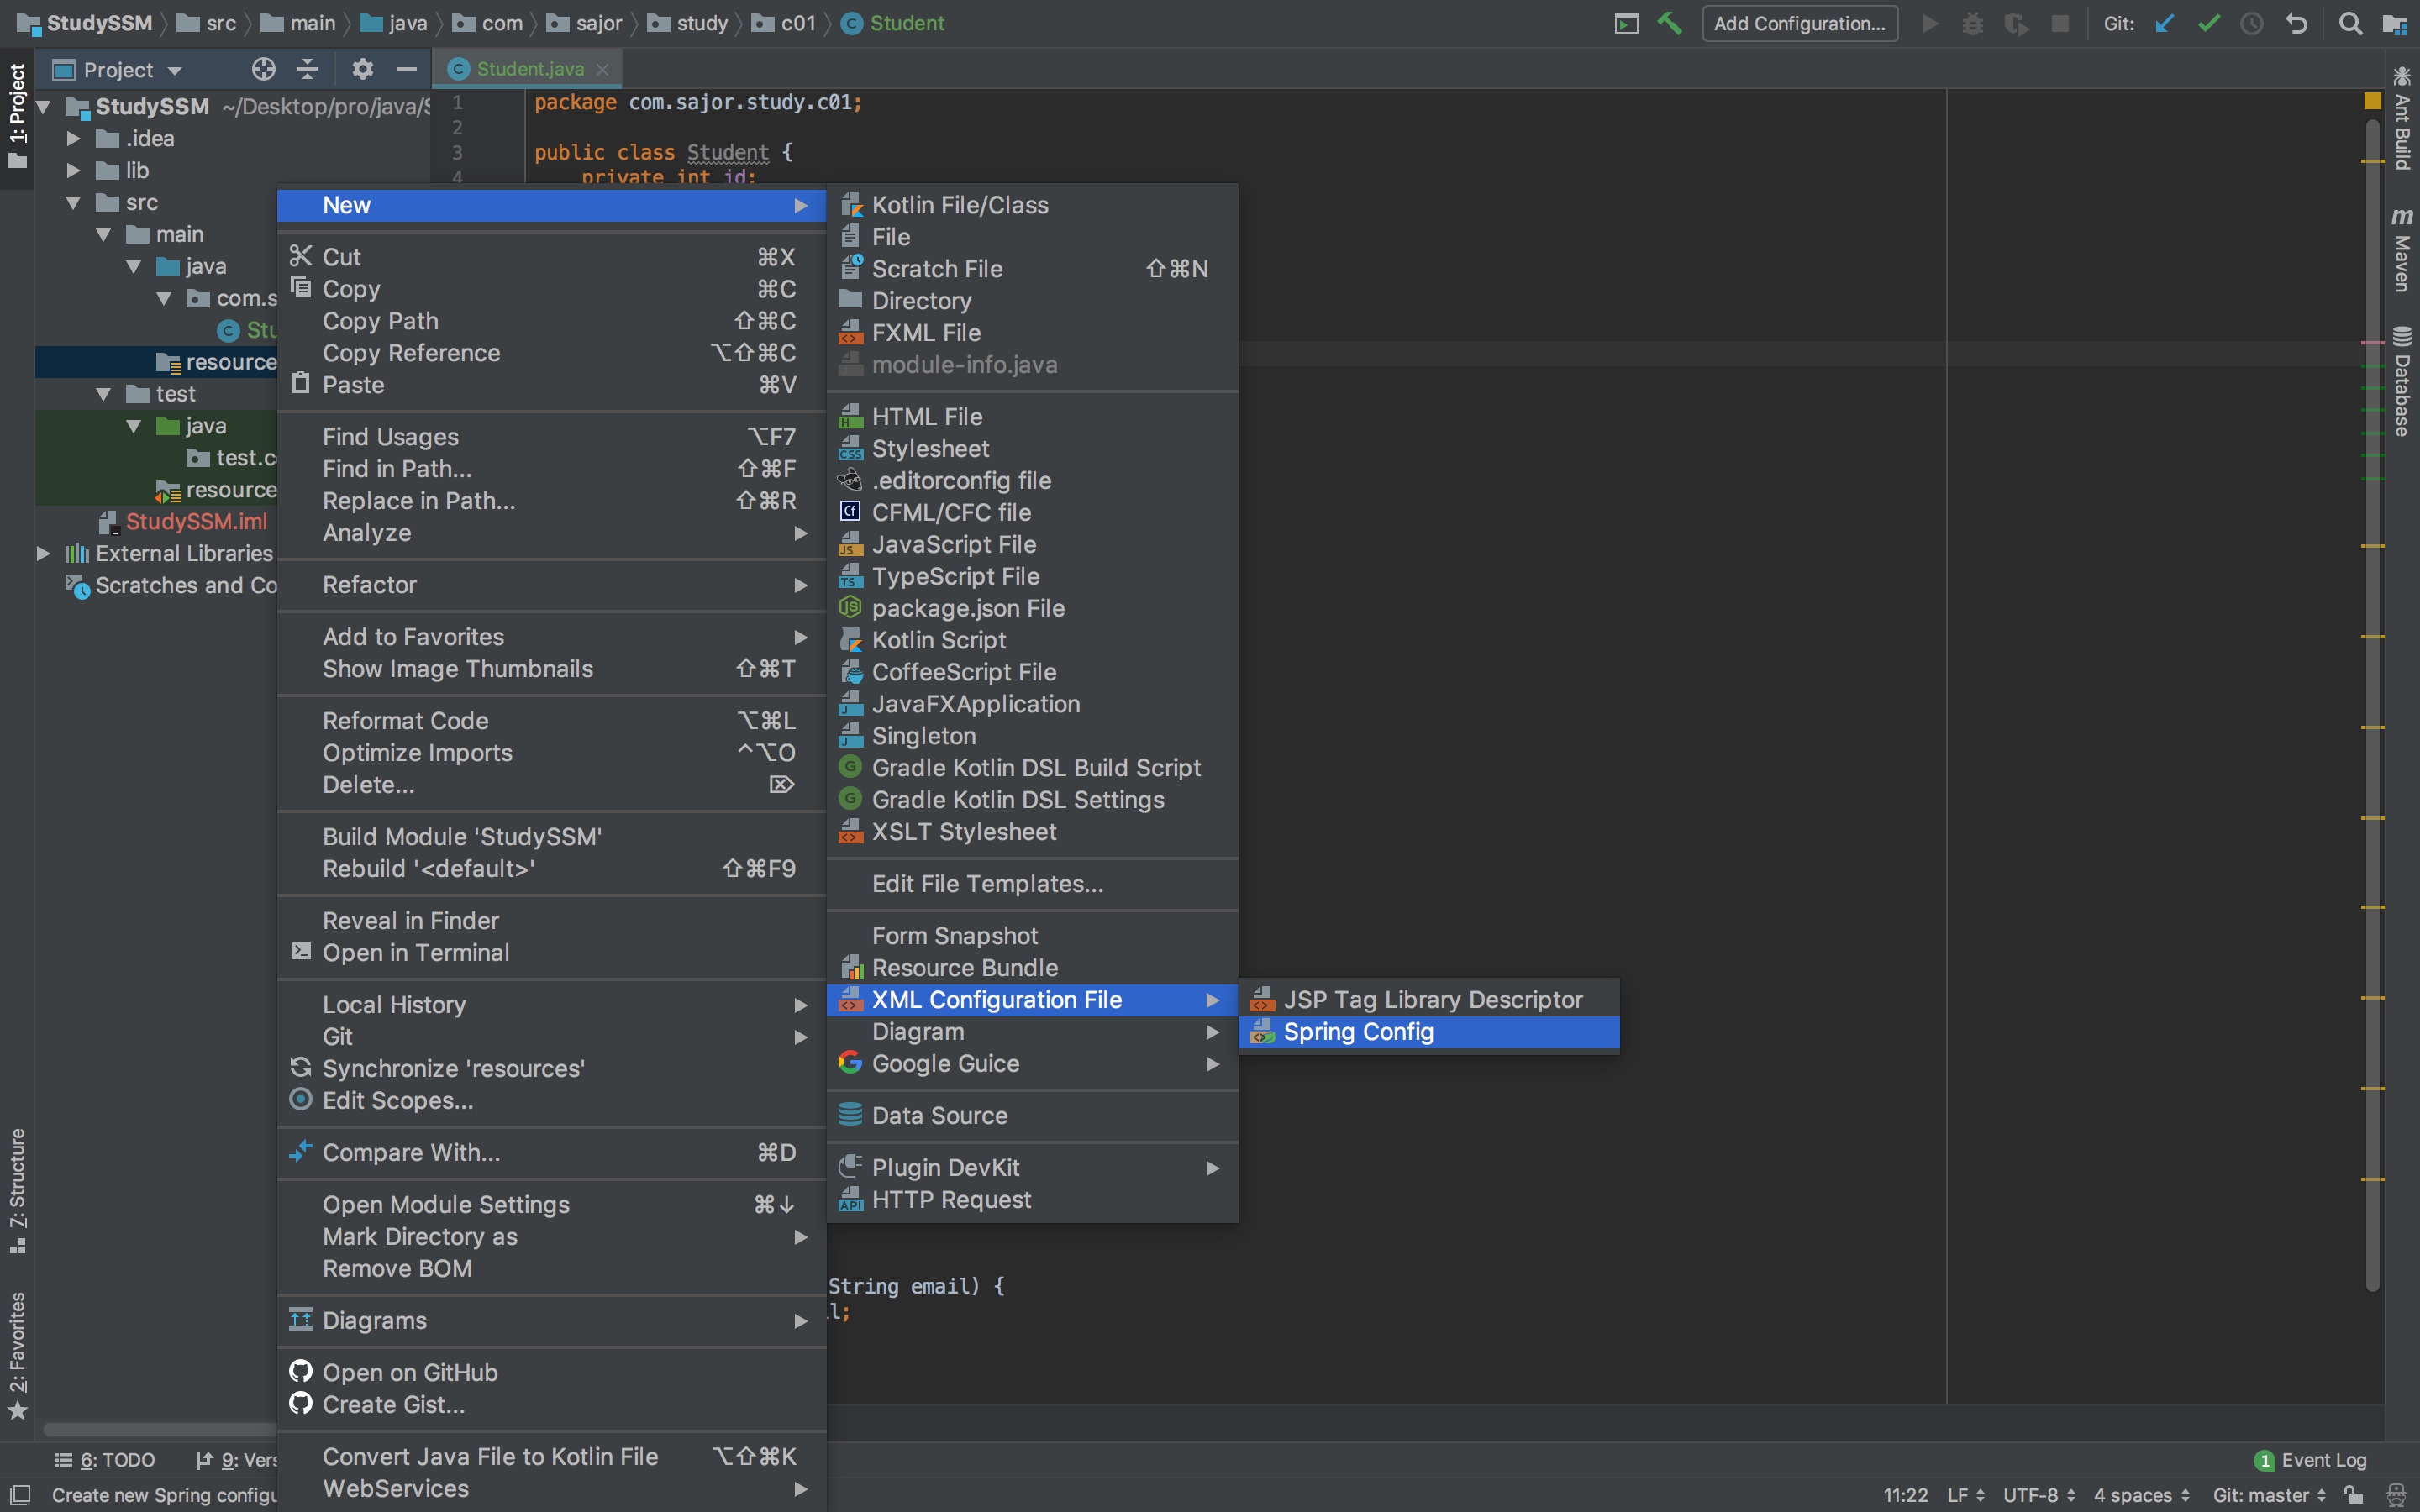 StudySSM src main java com sajor study c01 Student
Add Configuration...
Git:
1: Project
Project
Student.java
StudySSM ~/Desktop/pro/java/S
.idea
lib
src
main
java
com.s
Stu
resource
test
java
test.c
resource
StudySSM.iml
External Libraries
Scratches and Co
1 package com.sajor.study.c01;
2
3 public class Student {
4 private int id;
String email) {
l;
New
Cut ⌘X
Copy ⌘C
Copy Path ⇧⌘C
Copy Reference ⌥⇧⌘C
Paste ⌘V
Find Usages ⌥F7
Find in Path... ⇧⌘F
Replace in Path... ⇧⌘R
Analyze
Refactor
Add to Favorites
Show Image Thumbnails ⇧⌘T
Reformat Code ⌥⌘L
Optimize Imports ^⌥O
Delete... ⌦
Build Module 'StudySSM'
Rebuild '<default>' ⇧⌘F9
Reveal in Finder
Open in Terminal
Local History
Git
Synchronize 'resources'
Edit Scopes...
Compare With... ⌘D
Open Module Settings ⌘↓
Mark Directory as
Remove BOM
Diagrams
Open on GitHub
Create Gist...
Convert Java File to Kotlin File ⌥⇧⌘K
WebServices
Kotlin File/Class
File
Scratch File ⇧⌘N
Directory
FXML File
module-info.java
HTML File
Stylesheet
.editorconfig file
CFML/CFC file
JavaScript File
TypeScript File
package.json File
Kotlin Script
CoffeeScript File
JavaFXApplication
Singleton
Gradle Kotlin DSL Build Script
Gradle Kotlin DSL Settings
XSLT Stylesheet
Edit File Templates...
Form Snapshot
Resource Bundle
XML Configuration File
Diagram
Google Guice
Data Source
Plugin DevKit
HTTP Request
JSP Tag Library Descriptor
Spring Config
Ant Build
Maven
Database
7: Structure
2: Favorites
6: TODO
9: Vers
1 Event Log
Create new Spring configu
11:22 LF UTF-8 4 spaces Git: master